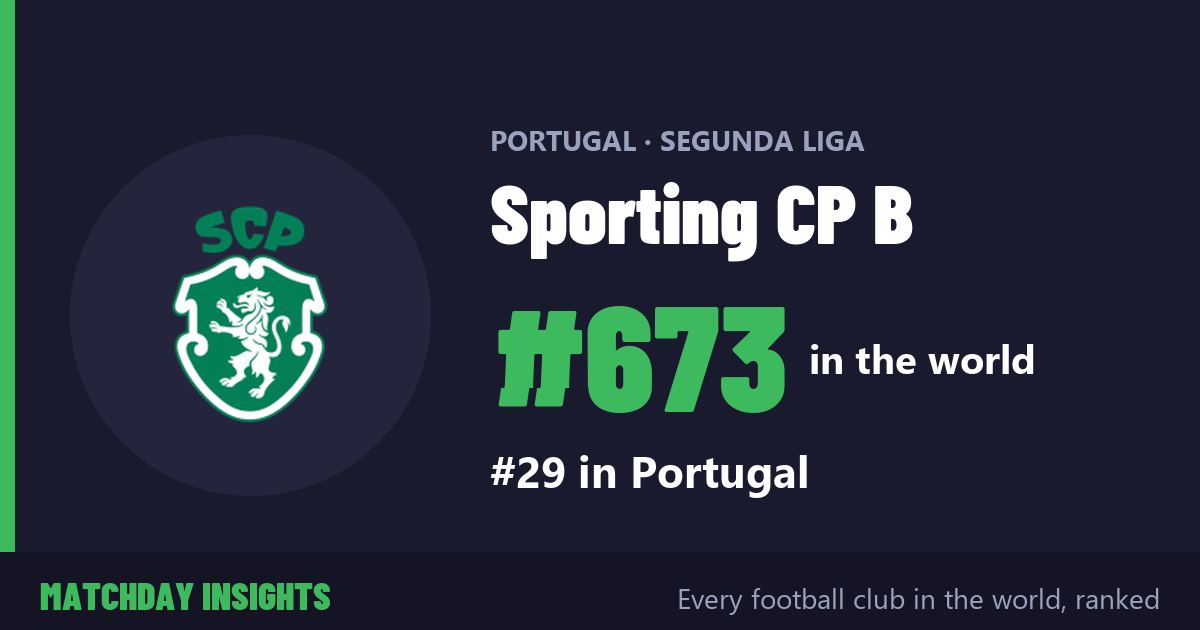 PORTUGAL · SEGUNDA LIGA
Sporting CP B
SCP
#673 in the world
#29 in Portugal
MATCHDAY INSIGHTS
Every football club in the world, ranked